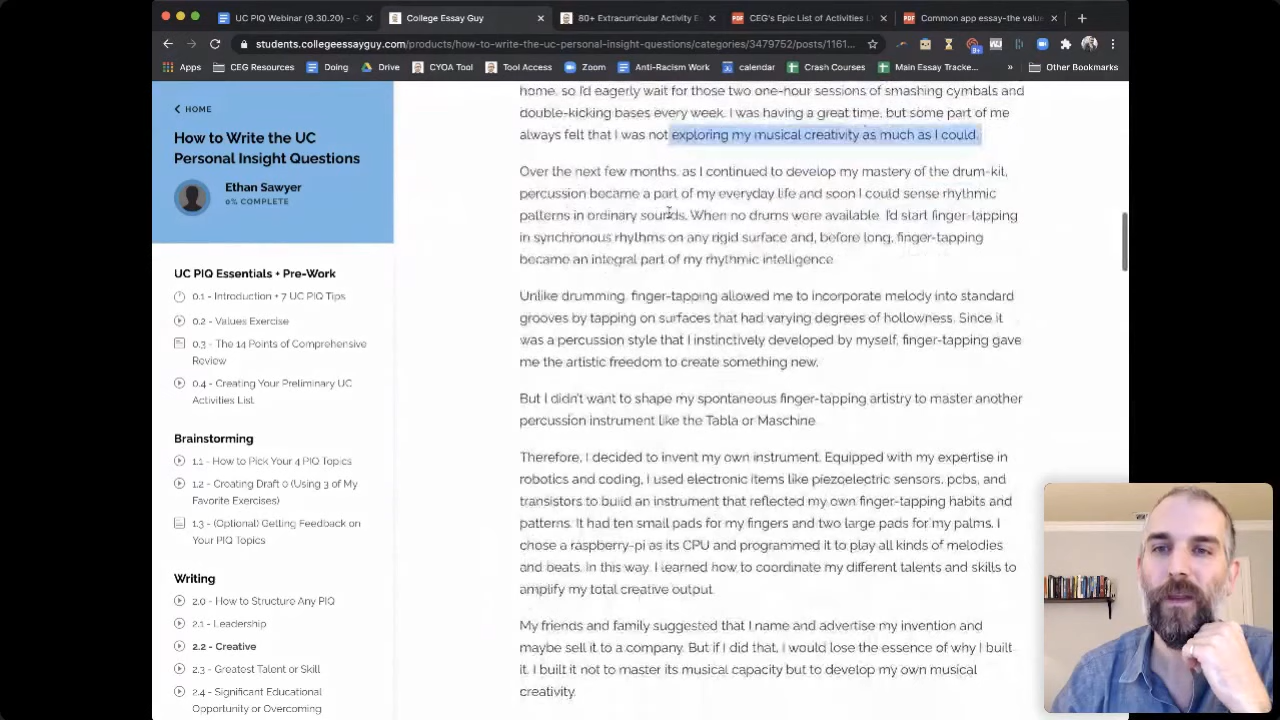 UC PIQ Webinar (9.30.20) - G
College Essay Guy
80+ Extracurricular Activity E
CEG's Epic List of Activities L
Common app essay-the value
students.collegeessayguy.com/products/how-to-write-the-uc-personal-insight-questions/categories/3479752/posts/1161...
Apps
CEG Resources
Doing
Drive
CYOA Tool
Tool Access
Zoom
Anti-Racism Work
calendar
Crash Courses
Main Essay Tracke...
»
Other Bookmarks
HOME
How to Write the UC
Personal Insight Questions
Ethan Sawyer
0% COMPLETE
UC PIQ Essentials + Pre-Work
0.1 - Introduction + 7 UC PIQ Tips
0.2 - Values Exercise
0.3 - The 14 Points of Comprehensive
Review
0.4 - Creating Your Preliminary UC
Activities List
Brainstorming
1.1 - How to Pick Your 4 PIQ Topics
1.2 - Creating Draft 0 (Using 3 of My
Favorite Exercises)
1.3 - (Optional) Getting Feedback on
Your PIQ Topics
Writing
2.0 - How to Structure Any PIQ
2.1 - Leadership
2.2 - Creative
2.3 - Greatest Talent or Skill
2.4 - Significant Educational
Opportunity or Overcoming
home, so I'd eagerly wait for those two one-hour sessions of smashing cymbals and
double-kicking bases every week. I was having a great time, but some part of me
always felt that I was not exploring my musical creativity as much as I could.
Over the next few months, as I continued to develop my mastery of the drum-kit,
percussion became a part of my everyday life and soon I could sense rhythmic
patterns in ordinary sounds. When no drums were available, I'd start finger-tapping
in synchronous rhythms on any rigid surface and, before long, finger-tapping
became an integral part of my rhythmic intelligence.
Unlike drumming, finger-tapping allowed me to incorporate melody into standard
grooves by tapping on surfaces that had varying degrees of hollowness. Since it
was a percussion style that I instinctively developed by myself, finger-tapping gave
me the artistic freedom to create something new.
But I didn't want to shape my spontaneous finger-tapping artistry to master another
percussion instrument like the Tabla or Maschine.
Therefore, I decided to invent my own instrument. Equipped with my expertise in
robotics and coding, I used electronic items like piezoelectric sensors, pcbs, and
transistors to build an instrument that reflected my own finger-tapping habits and
patterns. It had ten small pads for my fingers and two large pads for my palms. I
chose a raspberry-pi as its CPU and programmed it to play all kinds of melodies
and beats. In this way, I learned how to coordinate my different talents and skills to
amplify my total creative output.
My friends and family suggested that I name and advertise my invention and
maybe sell it to a company. But if I did that, I would lose the essence of why I built
it. I built it not to master its musical capacity but to develop my own musical
creativity.